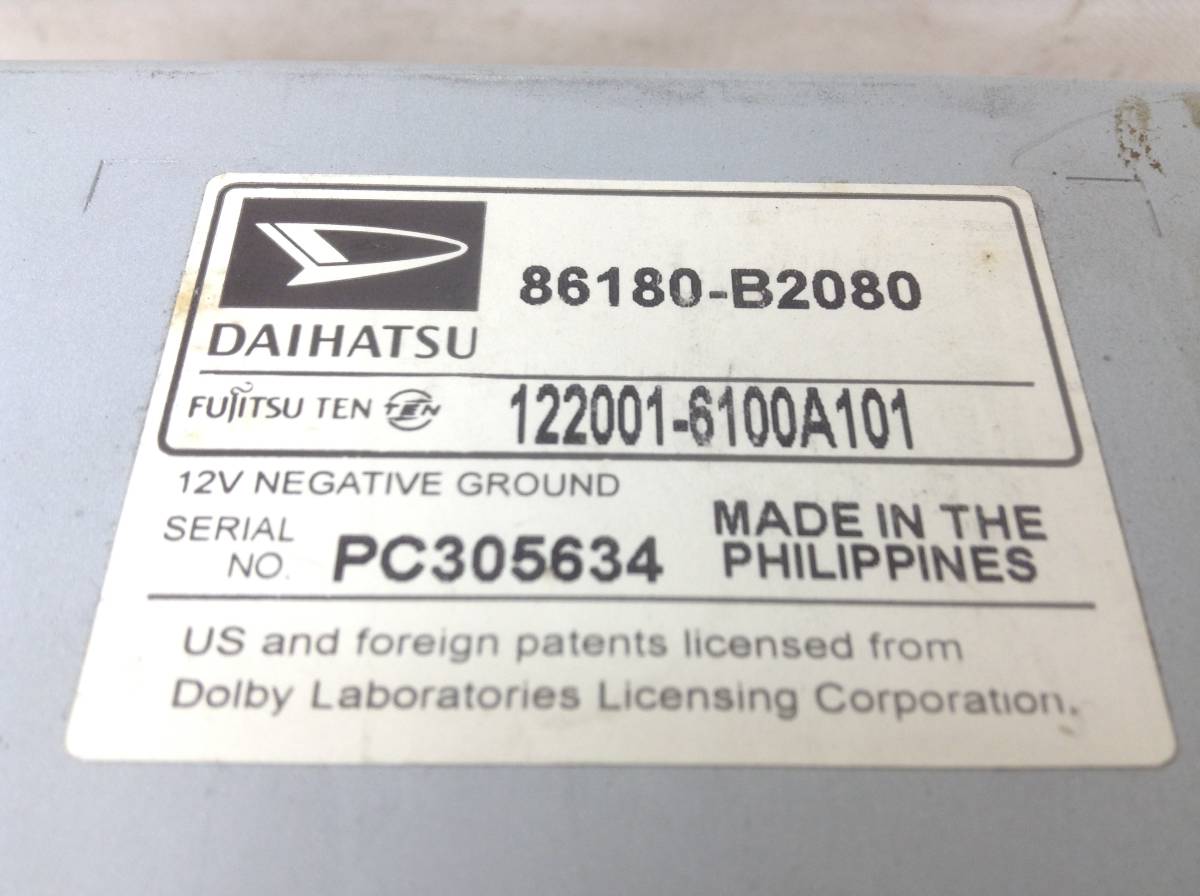 86180-B2080
DAIHATSU
FUJITSU TEN TEN 122001-6100A101
12V NEGATIVE GROUND
SERIAL NO. PC305634
MADE IN THE
PHILIPPINES
US and foreign patents licensed from
Dolby Laboratories Licensing Corporation.